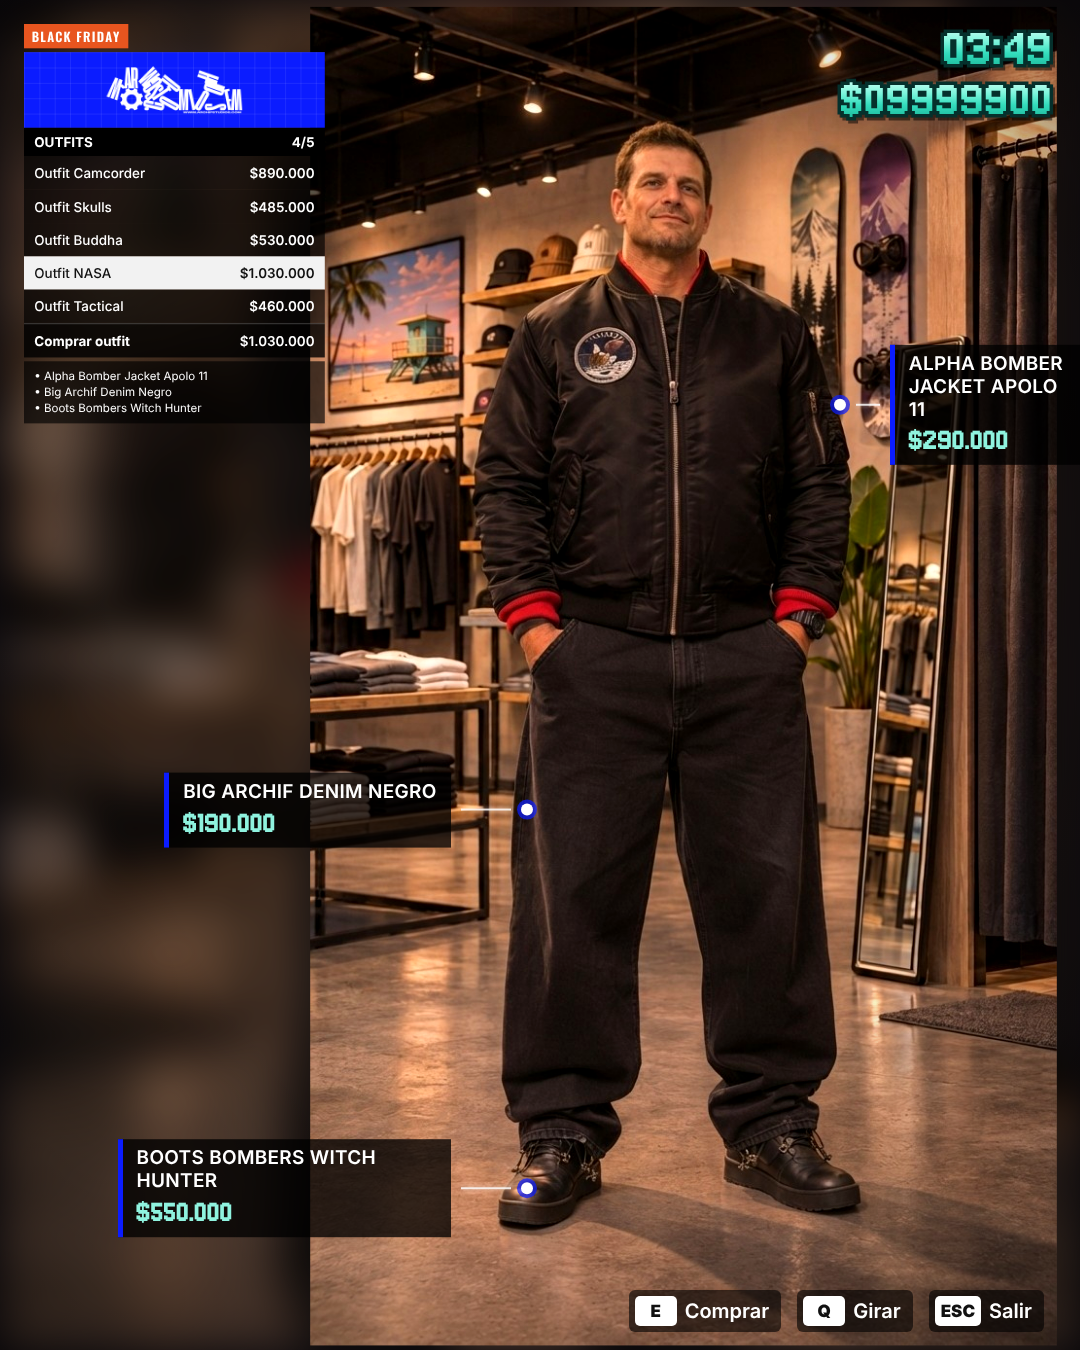 BLACK FRIDAY
OUTFITS 4/5
Outfit Camcorder $890.000
Outfit Skulls $485.000
Outfit Buddha $530.000
Outfit NASA $1.030.000
Outfit Tactical $460.000
Comprar outfit $1.030.000
• Alpha Bomber Jacket Apolo 11
• Big Archif Denim Negro
• Boots Bombers Witch Hunter
03:49
$09999900
ALPHA BOMBER
JACKET APOLO
11
$290.000
BIG ARCHIF DENIM NEGRO
$190.000
BOOTS BOMBERS WITCH
HUNTER
$550.000
E Comprar
Q Girar
ESC Salir